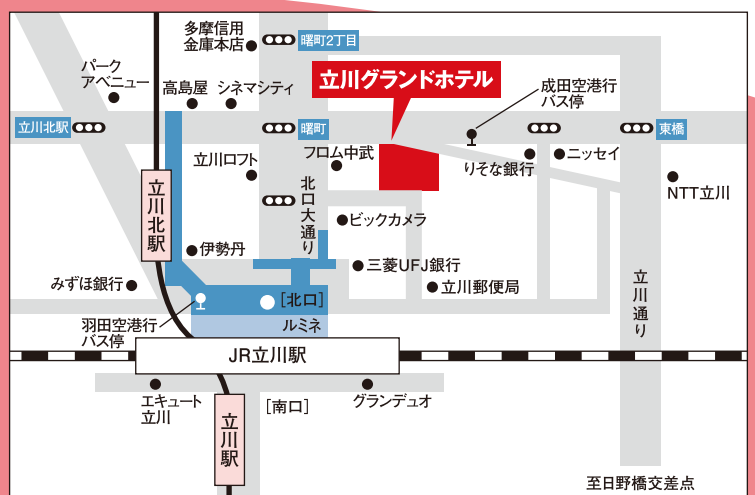 多摩信用
金庫本店
曙町2丁目
パーク
アベニュー
高島屋
シネマシティ
立川グランドホテル
成田空港行
バス停
立川北駅
曙町
東橋
立川ロフト
フロム中武
りそな銀行
ニッセイ
NTT立川
立川北駅
北口大通り
ビックカメラ
伊勢丹
三菱UFJ銀行
みずほ銀行
立川郵便局
[北口]
立川通り
羽田空港行
バス停
ルミネ
JR立川駅
エキュート
立川
[南口]
グランデュオ
立川駅
至日野橋交差点